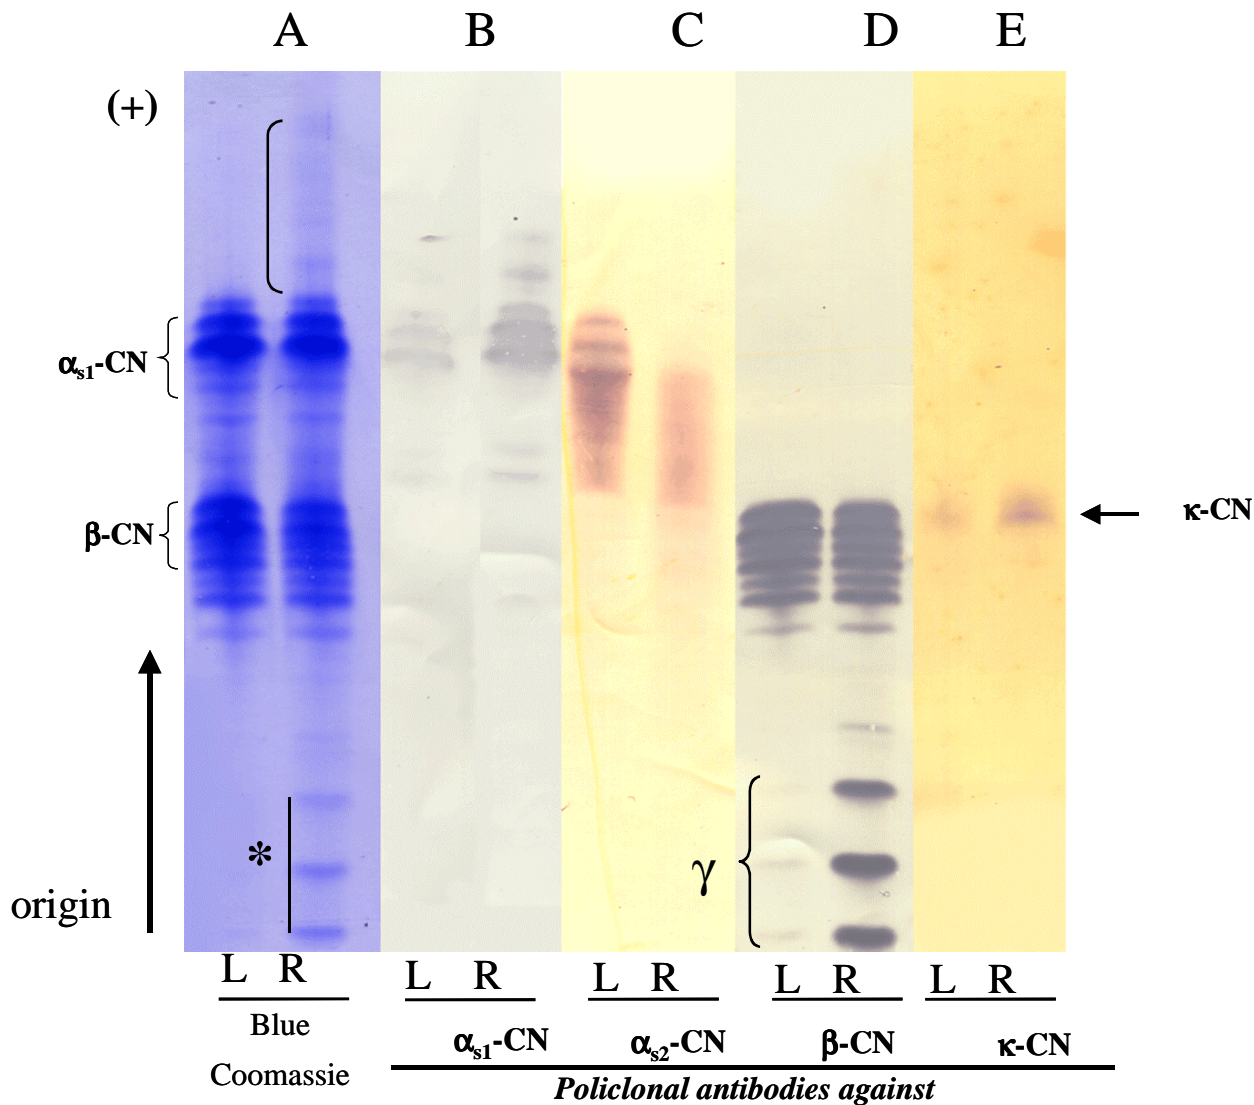 A B C D E
(+)
αs1-CN
β-CN
κ-CN
*
γ
origin
L R L R L R L R L R
Blue
Coomassie
αs1-CN αs2-CN β-CN κ-CN
Policlonal antibodies against